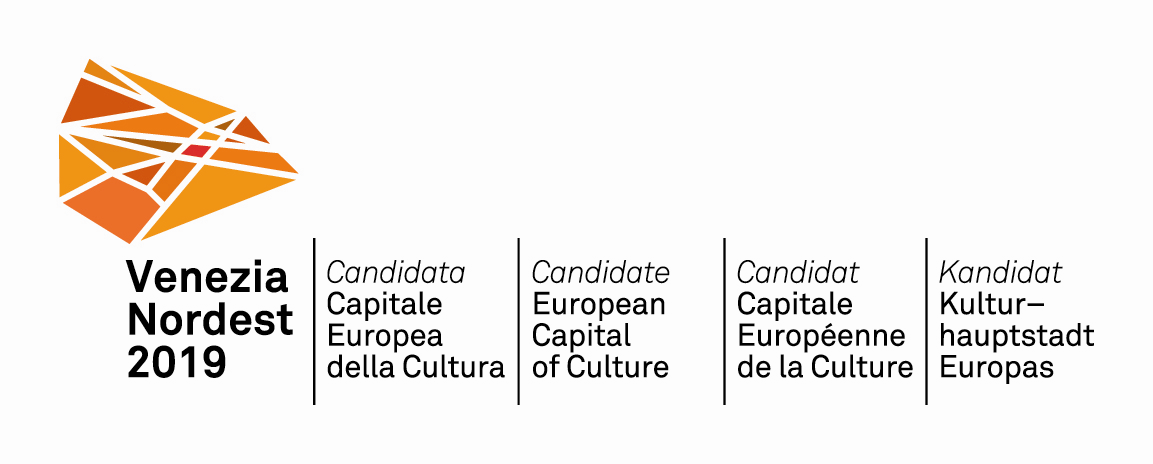 Venezia
Nordest
2019
Candidata
Capitale
Europea
della Cultura
Candidate
European
Capital
of Culture
Candidat
Capitale
Européenne
de la Culture
Kandidat
Kultur–
hauptstadt
Europas